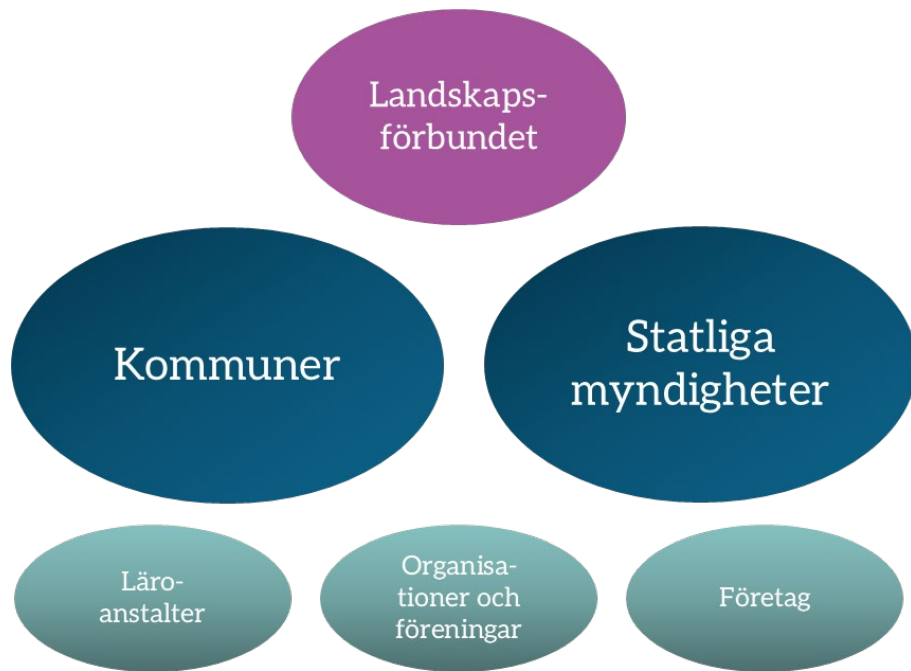 Landskaps-
förbundet
Kommuner
Statliga
myndigheter
Läro-
anstalter
Organisa-
tioner och
föreningar
Företag